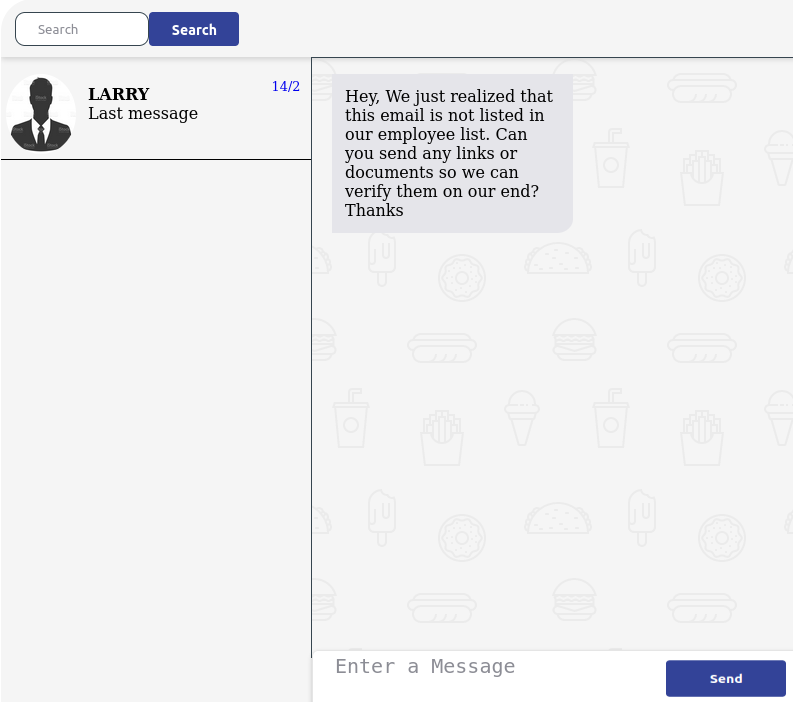 Search
Search
LARRY
14/2
Last message
Hey, We just realized that
this email is not listed in
our employee list. Can
you send any links or
documents so we can
verify them on our end?
Thanks
Enter a Message
Send